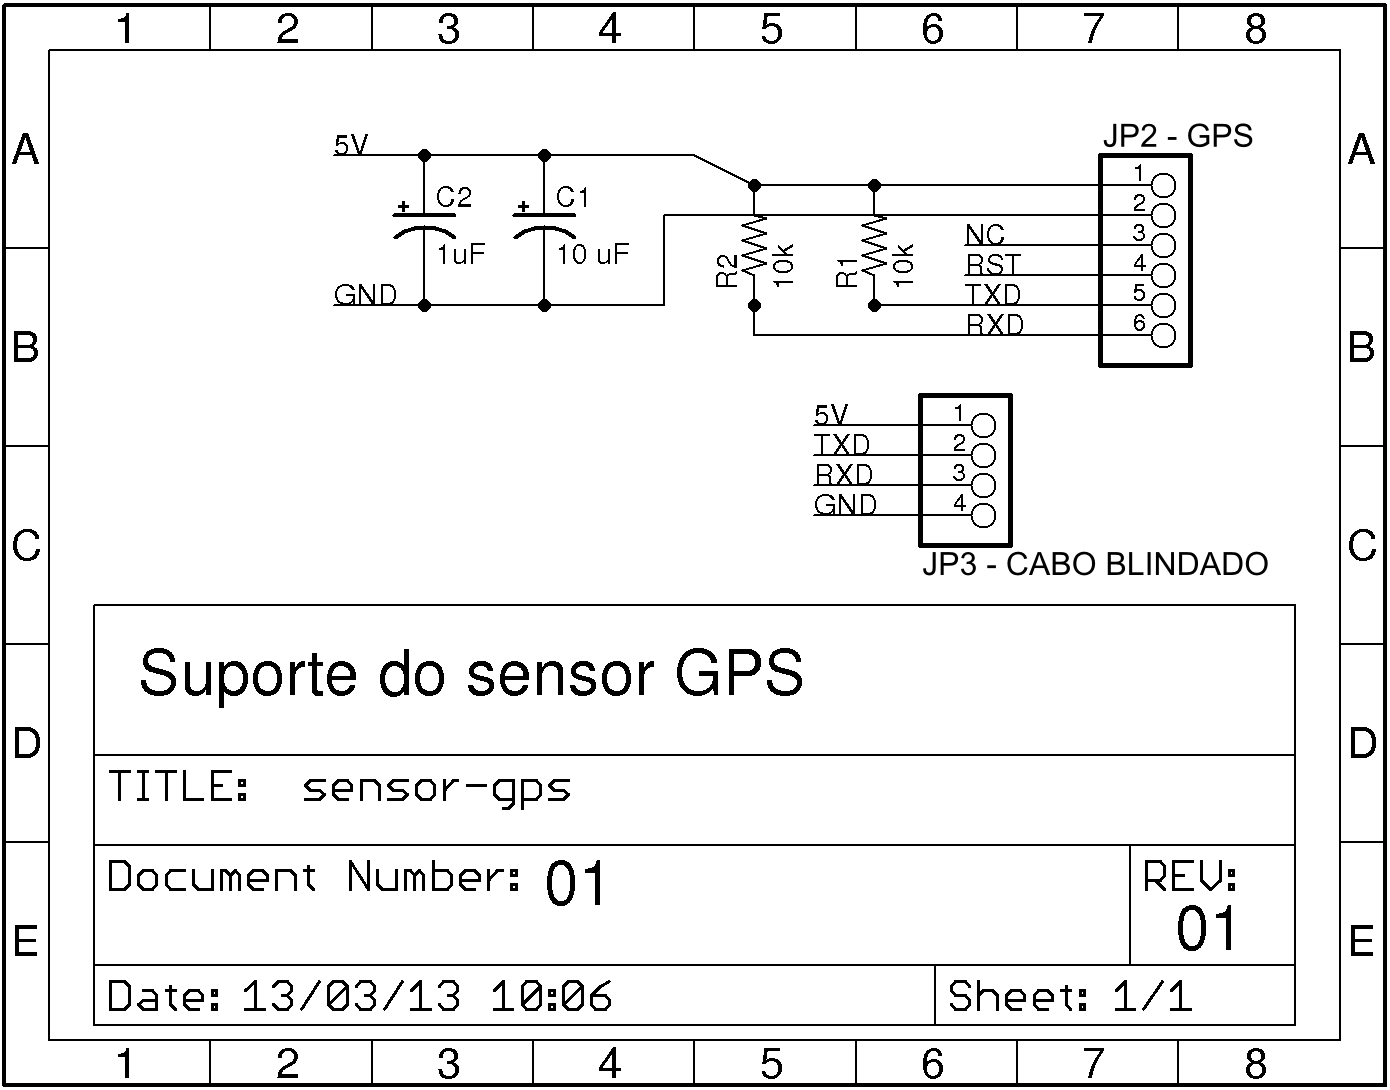 1 2 3 4 5 6 7 8
A A
JP2 - GPS
5V
1
C2 C1
2
NC 3
1uF 10 uF
R2 10k R1 10k
RST 4
GND
TXD 5
RXD 6
B B
5V 1
TXD 2
RXD 3
GND 4
C C
JP3 - CABO BLINDADO
Suporte do sensor GPS
D D
TITLE: sensor-gps
Document Number: 01
REV:
01
E E
Date: 13/03/13 10:06
Sheet: 1/1
1 2 3 4 5 6 7 8